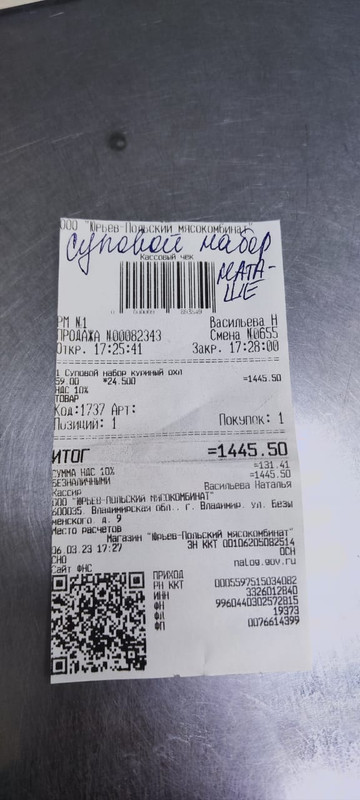 ООО "Юрьев-Польский мясокомбинат"
Суповой набор
Кассовый чек
МАТА-
ШЕ
РМ N1 Васильева Н
ПРОДАЖА N00082343 Смена N0655
Откр. 17:25:41 Закр. 17:28:00
1 Суповой набор куриный охл
59.00 *24.500 =1445.50
НДС 10%
ТОВАР
Код:1737 Арт:
Позиций: 1 Покупок: 1
ИТОГ =1445.50
СУММА НДС 10% =131.41
БЕЗНАЛИЧНЫМИ =1445.50
Кассир Васильева Наталья
ООО "ЮРЬЕВ-ПОЛЬСКИЙ МЯСОКОМБИНАТ"
600035, Владимирская обл., г. Владимир, ул. Безы
менского д. 9
Место расчетов
Магазин "Юрьев-Польский мясокомбинат"
06.03.23 17:27 ЗН ККТ 00106205082514
СНО ОСН
Сайт ФНС nalog.gov.ru
ПРИХОД
РН ККТ 0005597515034082
ИНН 3326012840
ФН 9960440302572815
ФД 19373
ФП 0076614399